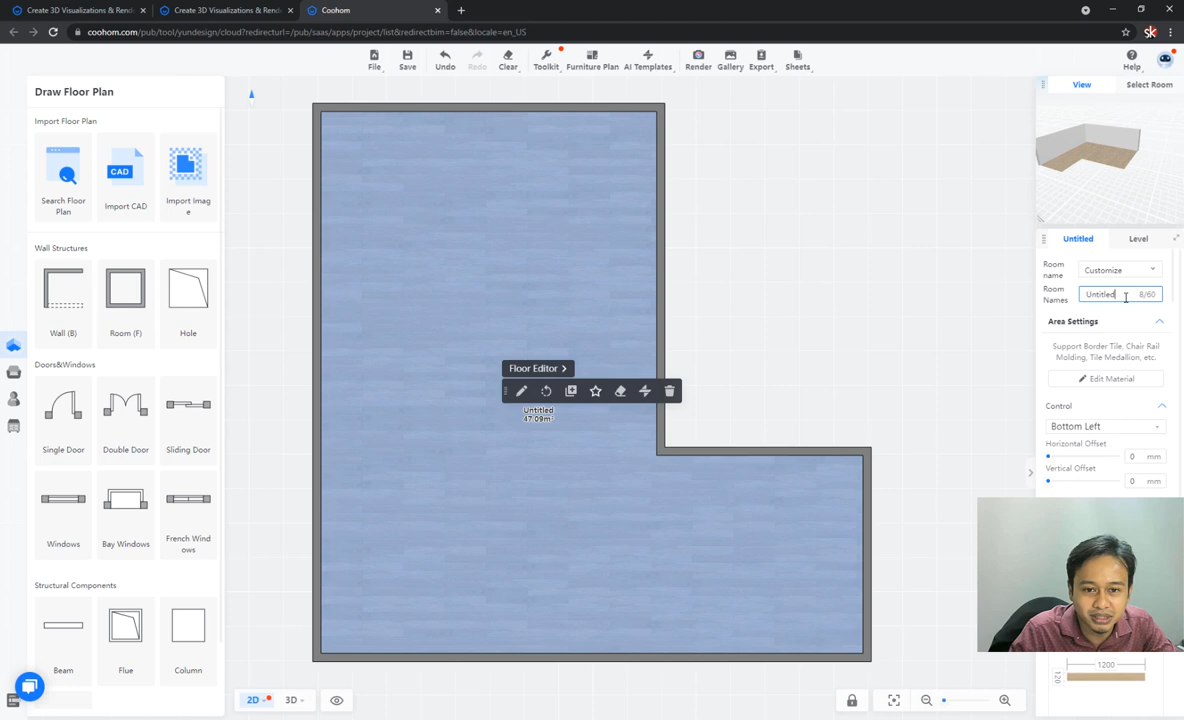 Create 3D Visualizations & Rend
Create 3D Visualizations & Rend
Coohom
coohom.com/pub/tool/yundesign/cloud?redirecturl=/pub/saas/apps/project/list&redirectbim=false&locale=en_US
File
Save
Undo
Redo
Clear
Toolkit
Furniture Plan
AI Templates
Render
Gallery
Export
Sheets
Help
Draw Floor Plan
Import Floor Plan
Search Floor
Plan
CAD
Import CAD
Import Imag
e
Wall Structures
Wall (B)
Room (F)
Hole
Doors&Windows
Single Door
Double Door
Sliding Door
Windows
Bay Windows
French Wind
ows
Structural Components
Beam
Flue
Column
Floor Editor
Untitled
47.09m²
2D
3D
View
Select Room
Untitled
Level
Room
name
Customize
Room
Names
Untitled
8/60
Area Settings
Support Border Tile, Chair Rail
Molding, Tile Medallion, etc.
Edit Material
Control
Bottom Left
Horizontal Offset
0 mm
Vertical Offset
0 mm
1200
120